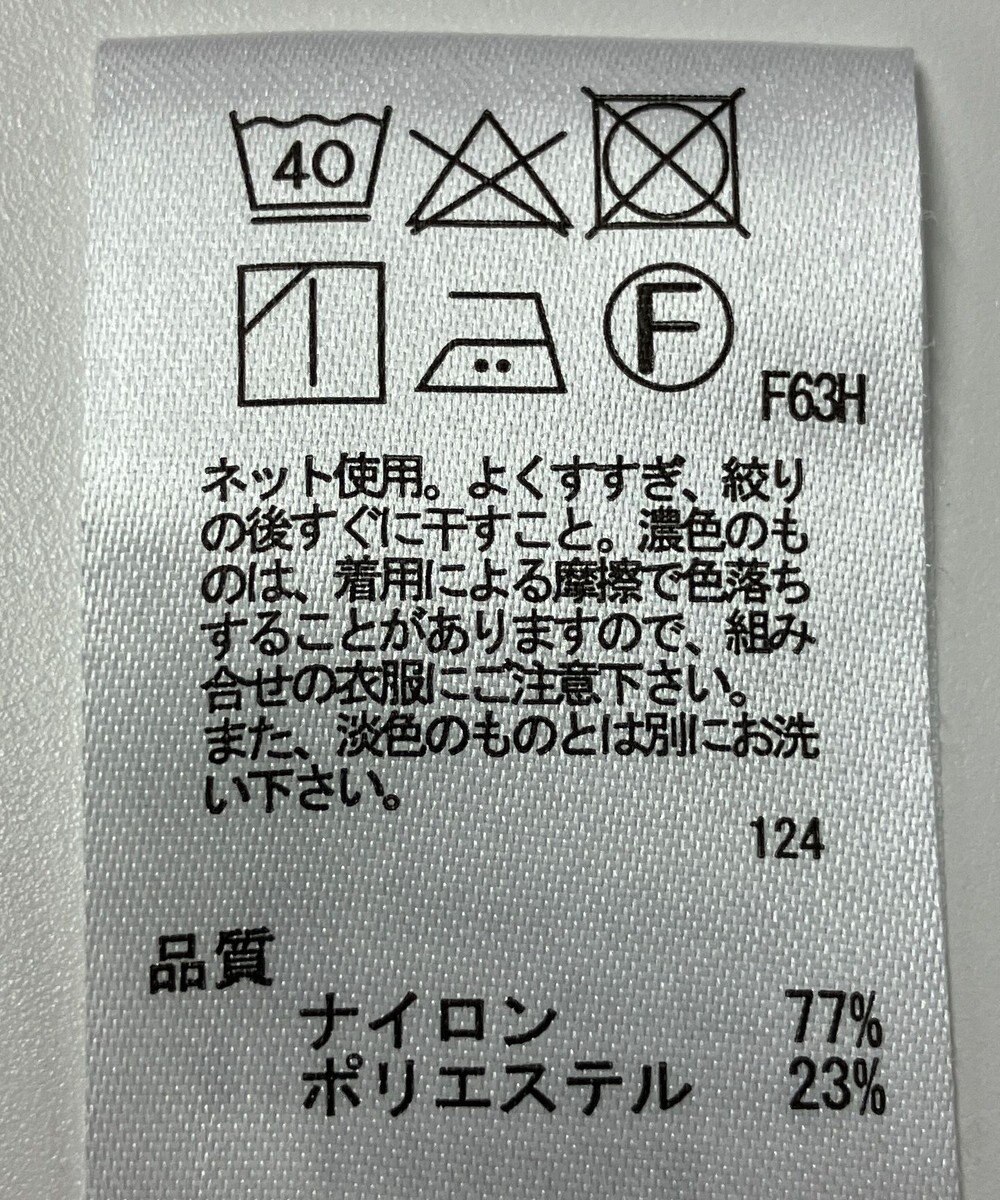 40
F
F63H
ネット使用。よくすすぎ、絞り
の後すぐに干すこと。濃色のも
のは、着用による摩擦で色落ち
することがありますので、組み
合せの衣服にご注意下さい。
また、淡色のものとは別にお洗
い下さい。
124
品質
ナイロン 77%
ポリエステル 23%